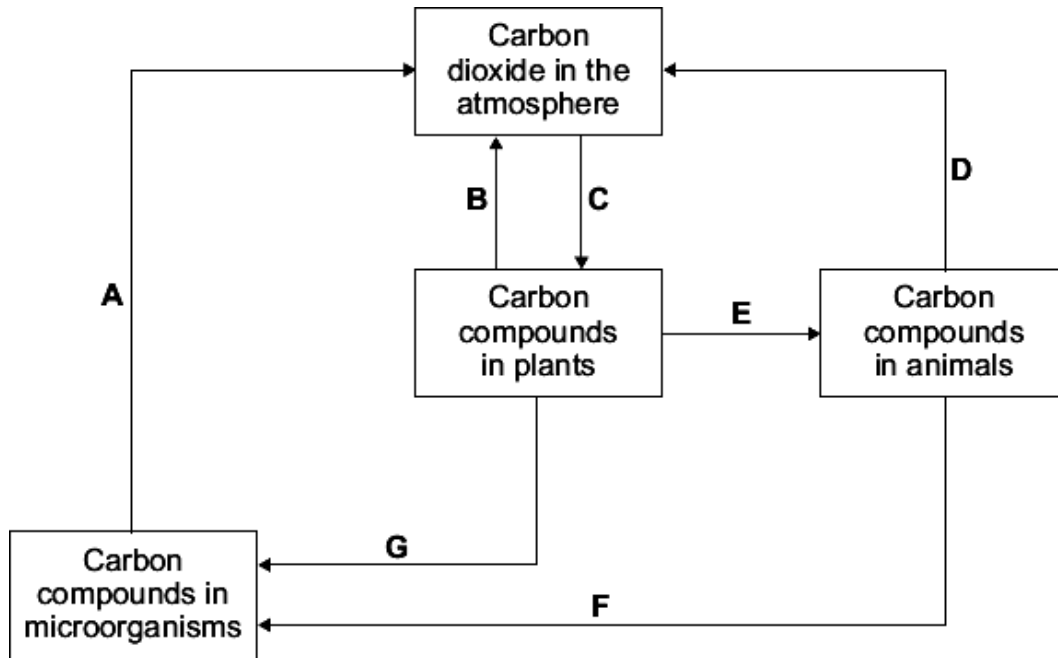 Carbon
dioxide in the
atmosphere
B
C
D
A
Carbon
compounds
in plants
E
Carbon
compounds
in animals
G
F
Carbon
compounds in
microorganisms